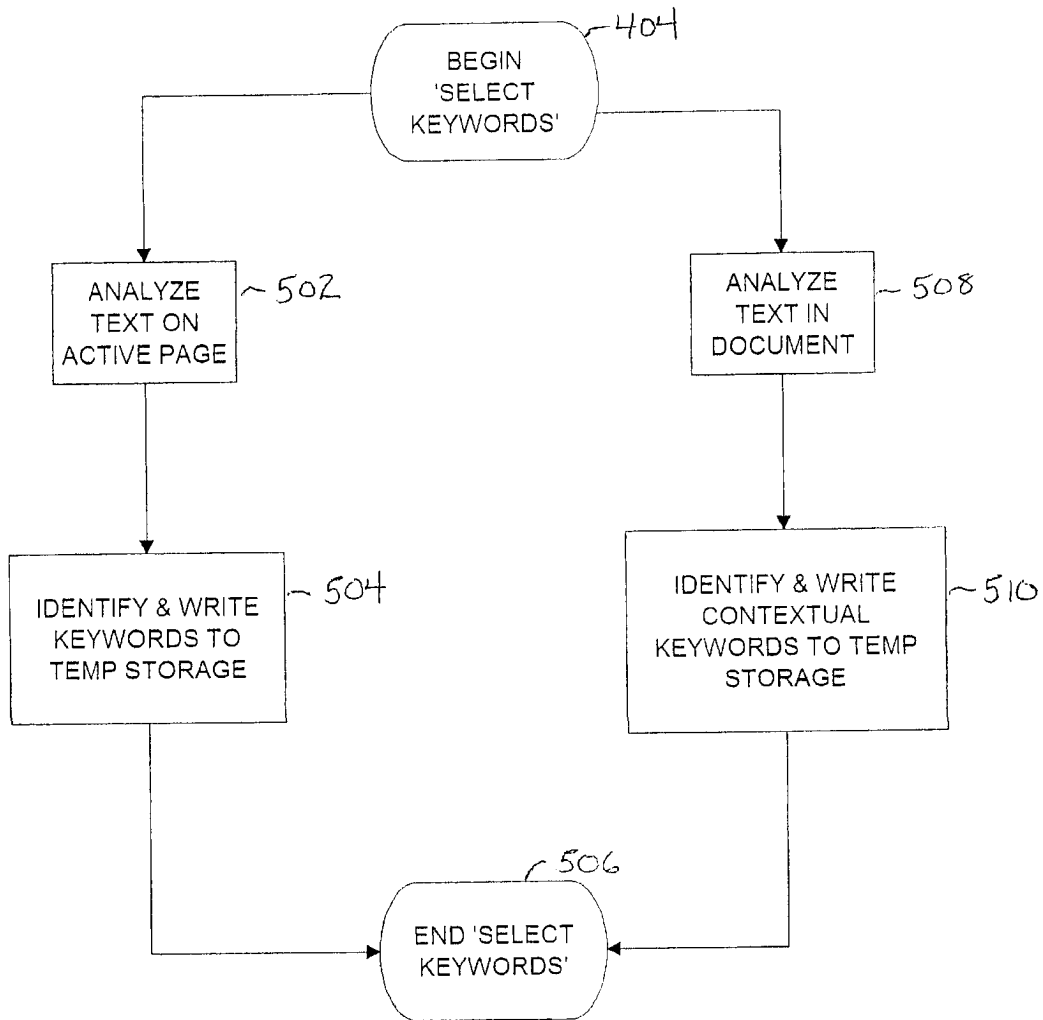 404
BEGIN
'SELECT
KEYWORDS'
ANALYZE
TEXT ON
ACTIVE PAGE
502
ANALYZE
TEXT IN
DOCUMENT
508
IDENTIFY & WRITE
KEYWORDS TO
TEMP STORAGE
504
IDENTIFY & WRITE
CONTEXTUAL
KEYWORDS TO TEMP
STORAGE
510
506
END 'SELECT
KEYWORDS'